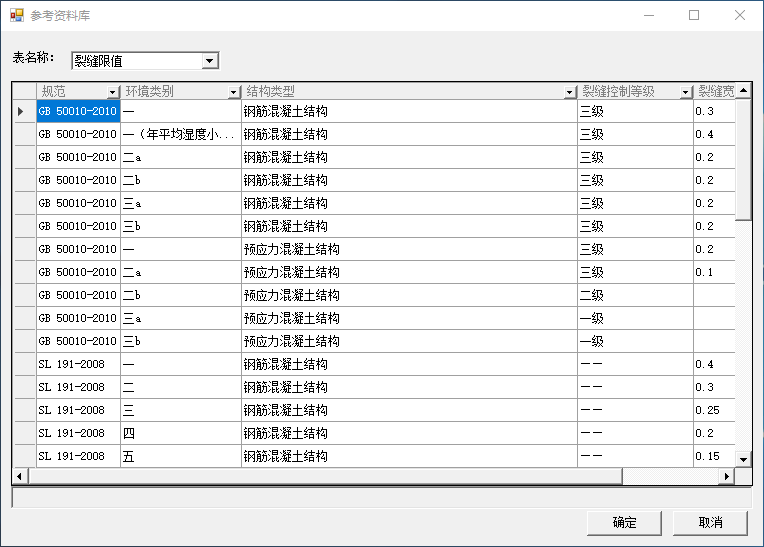 参考资料库
表名称: 裂缝限值
规范 环境类别 结构类型 裂缝控制等级 裂缝宽
GB 50010-2010 一 钢筋混凝土结构 三级 0.3
GB 50010-2010 一（年平均湿度小... 钢筋混凝土结构 三级 0.4
GB 50010-2010 二a 钢筋混凝土结构 三级 0.2
GB 50010-2010 二b 钢筋混凝土结构 三级 0.2
GB 50010-2010 三a 钢筋混凝土结构 三级 0.2
GB 50010-2010 三b 钢筋混凝土结构 三级 0.2
GB 50010-2010 一 预应力混凝土结构 三级 0.2
GB 50010-2010 二a 预应力混凝土结构 三级 0.1
GB 50010-2010 二b 预应力混凝土结构 二级
GB 50010-2010 三a 预应力混凝土结构 一级
GB 50010-2010 三b 预应力混凝土结构 一级
SL 191-2008 一 钢筋混凝土结构 一一 0.4
SL 191-2008 二 钢筋混凝土结构 一一 0.3
SL 191-2008 三 钢筋混凝土结构 一一 0.25
SL 191-2008 四 钢筋混凝土结构 一一 0.2
SL 191-2008 五 钢筋混凝土结构 一一 0.15
确定 取消